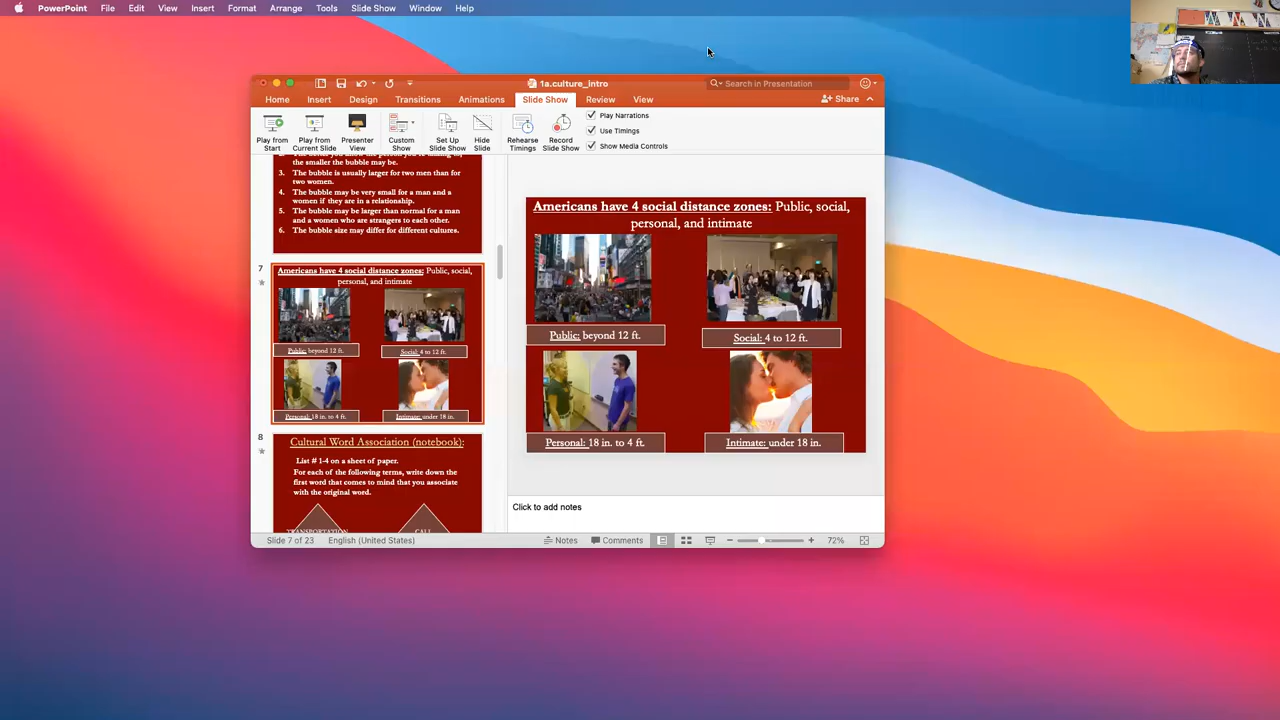 PowerPoint File Edit View Insert Format Arrange Tools Slide Show Window Help
1a.culture_intro
Search in Presentation
Home Insert Design Transitions Animations Slide Show Review View
Share
Play from Start
Play from Current Slide
Presenter View
Custom Show
Set Up Slide Show
Hide Slide
Rehearse Timings
Record Slide Show
Play Narrations
Use Timings
Show Media Controls
the smaller the bubble may be.
3. The bubble is usually larger for two men than for
two women.
4. The bubble may be very small for a man and a
women if they are in a relationship.
5. The bubble may be larger than normal for a man
and a women who are strangers to each other.
6. The bubble size may differ for different cultures.
7
Americans have 4 social distance zones: Public, social,
personal, and intimate
Public: beyond 12 ft.
Social: 4 to 12 ft.
Personal: 18 in. to 4 ft.
Intimate: under 18 in.
8
Cultural Word Association (notebook):
List # 1-4 on a sheet of paper.
For each of the following terms, write down the
first word that comes to mind that you associate
with the original word.
TRANSPORTATION
Americans have 4 social distance zones: Public, social,
personal, and intimate
Public: beyond 12 ft.
Social: 4 to 12 ft.
Personal: 18 in. to 4 ft.
Intimate: under 18 in.
Click to add notes
Slide 7 of 23 English (United States) Notes Comments 72%